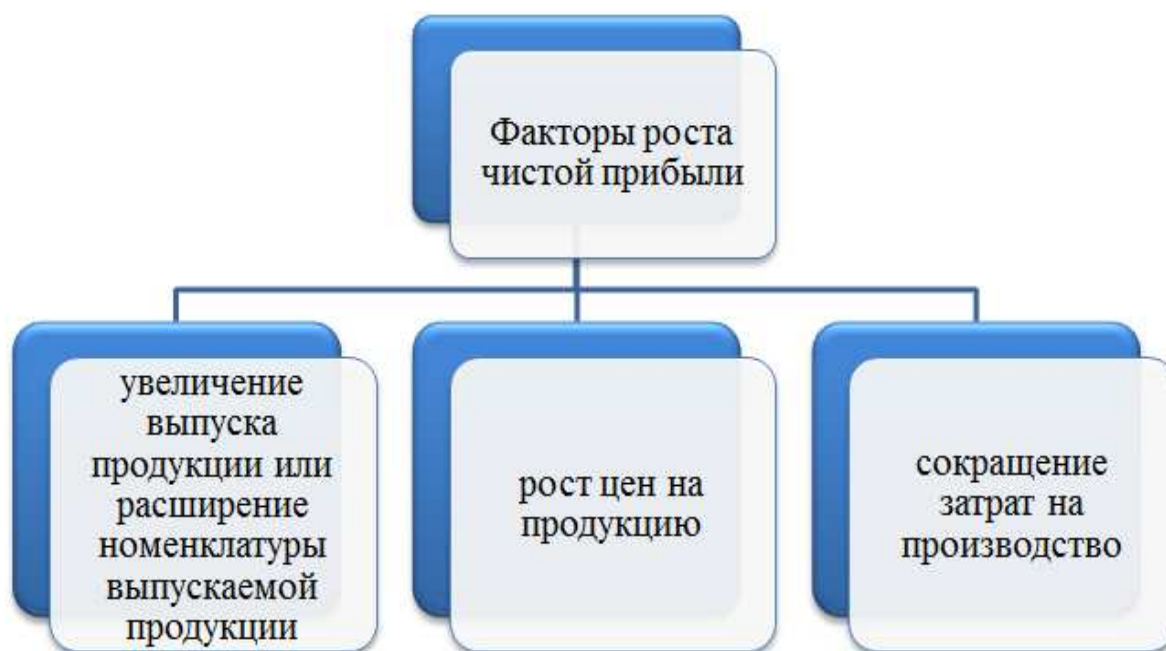 Факторы роста
чистой прибыли
увеличение
выпуска
продукции или
расширение
номенклатуры
выпускаемой
продукции
рост цен на
продукцию
сокращение
затрат на
производство